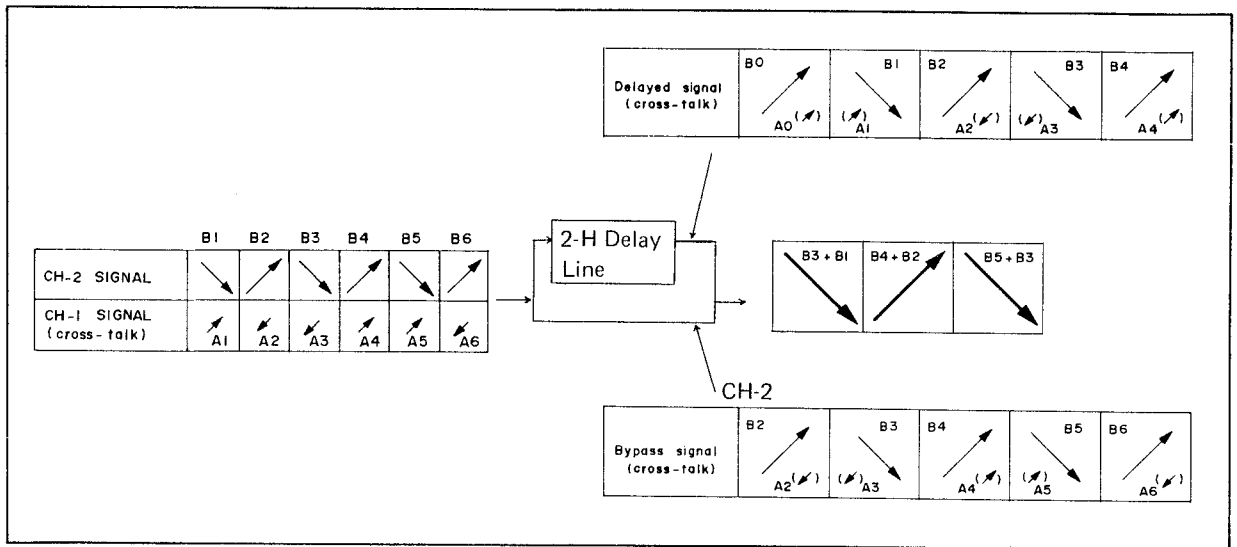 Delayed signal
(cross-talk)
B0 B1 B2 B3 B4
A0 ( ) ( ) A1 A2 ( ) ( ) A3 A4 ( )
B1 B2 B3 B4 B5 B6
CH-2 SIGNAL
CH-1 SIGNAL
(cross-talk)
A1 A2 A3 A4 A5 A6
2-H Delay
Line
B3+B1 B4+B2 B5+B3
CH-2
Bypass signal
(cross-talk)
B2 B3 B4 B5 B6
A2 ( ) ( ) A3 A4 ( ) ( ) A5 A6 ( )